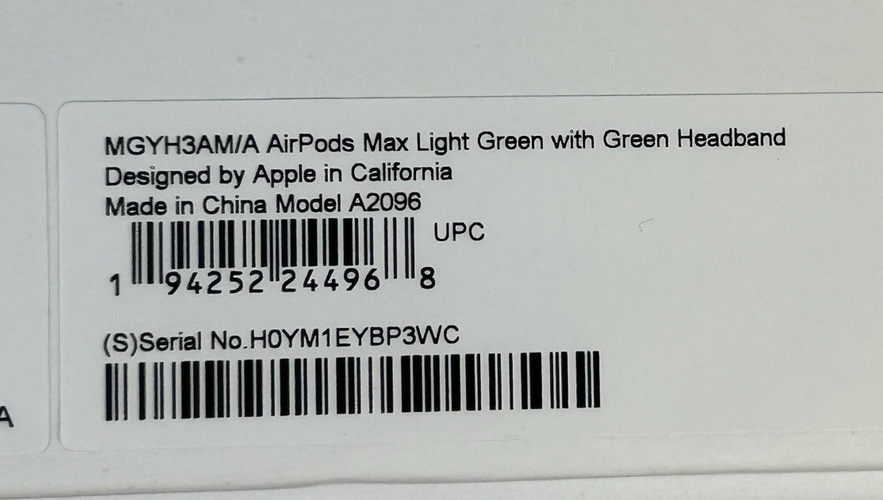 MGYH3AM/A AirPods Max Light Green with Green Headband
Designed by Apple in California
Made in China Model A2096
UPC
1 94252 24496 8
(S)Serial No.H0YM1EYBP3WC
A